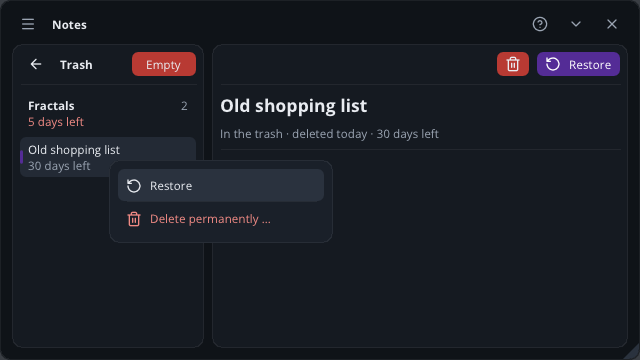 Notes
Trash
Empty
Restore
Fractals
2
5 days left
Old shopping list
30 days left
Old shopping list
In the trash · deleted today · 30 days left
Restore
Delete permanently ...